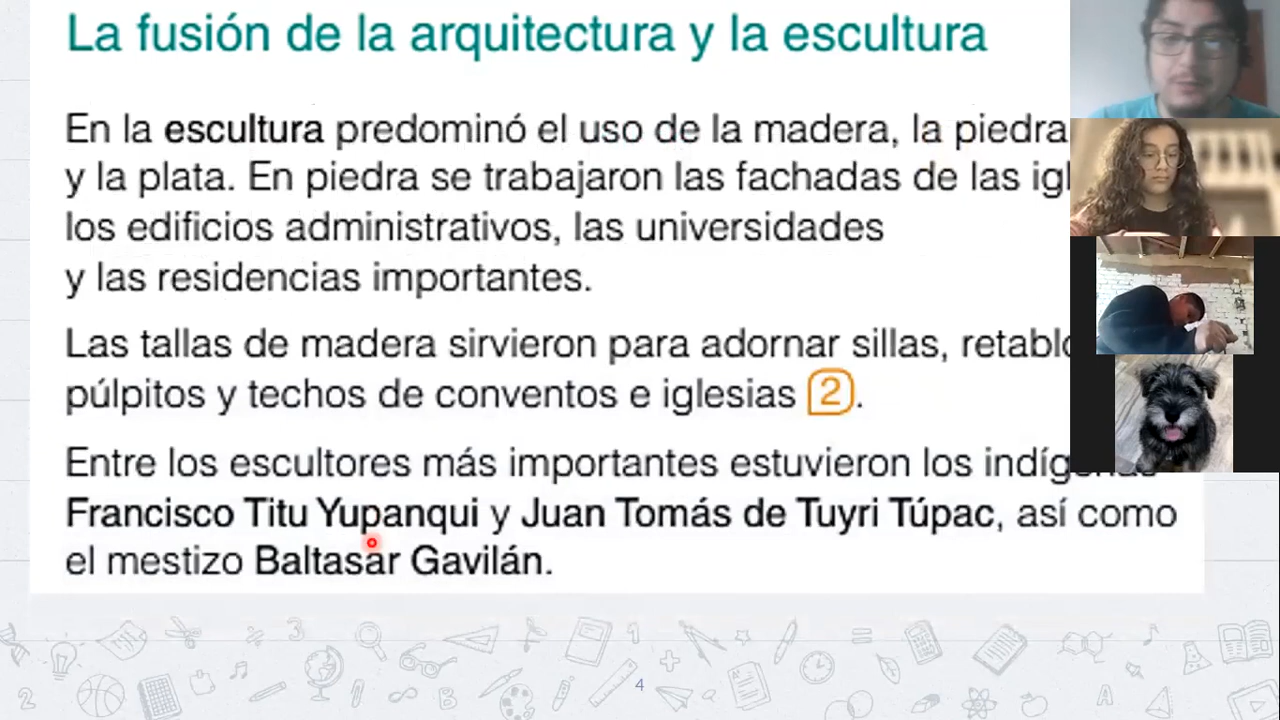 La fusión de la arquitectura y la escultura
En la escultura predominó el uso de la madera, la piedra
y la plata. En piedra se trabajaron las fachadas de las
los edificios administrativos, las universidades
y las residencias importantes.
Las tallas de madera sirvieron para adornar sillas,
púlpitos y techos de conventos e iglesias 2.
Entre los escultores más importantes estuvieron los indígenas
Francisco Titu Yupanqui y Juan Tomás de Tuyri Túpac, así como
el mestizo Baltasar Gavilán.
4